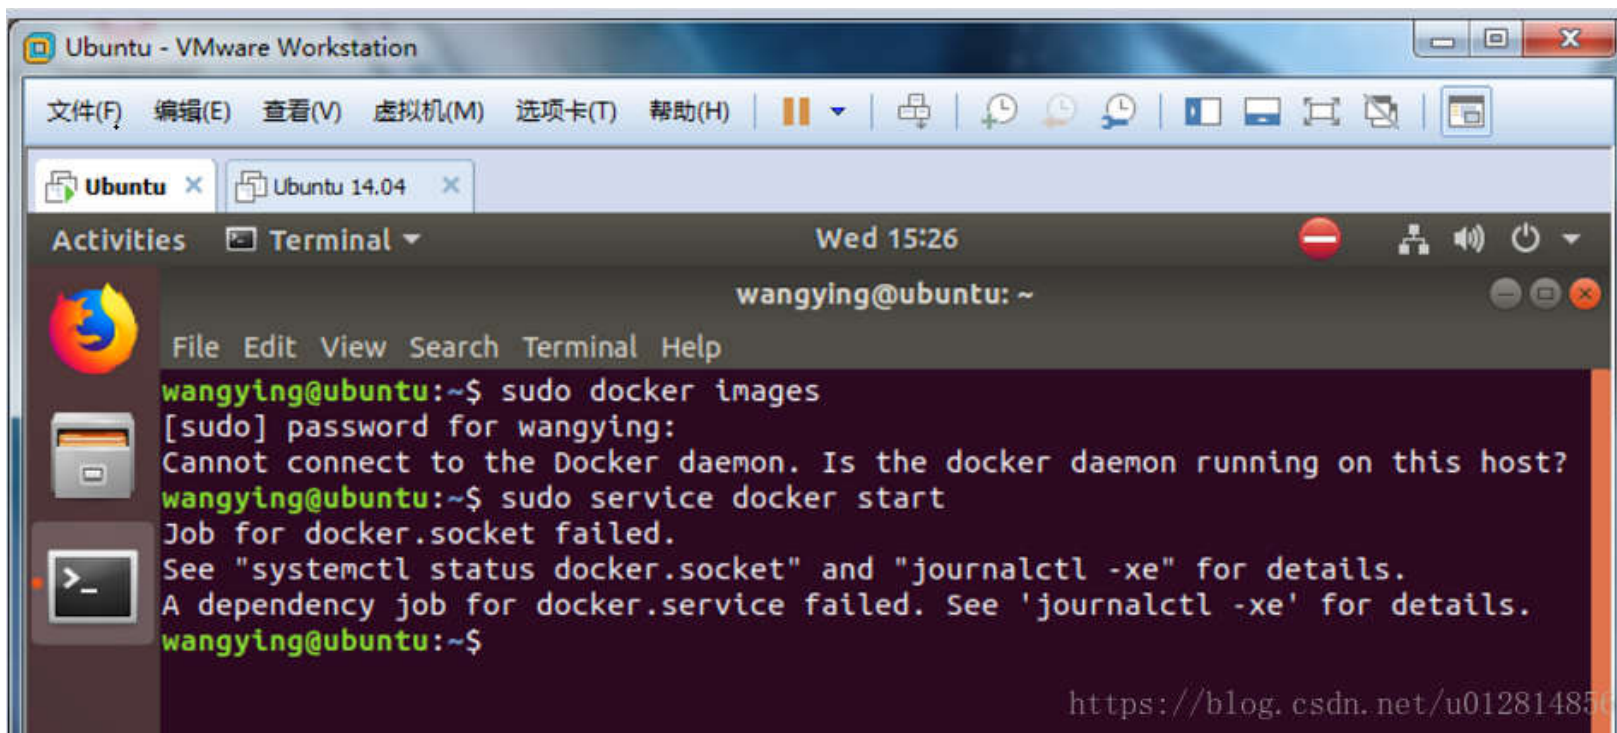 Ubuntu - VMware Workstation
文件(F) 编辑(E) 查看(V) 虚拟机(M) 选项卡(T) 帮助(H)
Ubuntu Ubuntu 14.04
Activities Terminal Wed 15:26
wangying@ubuntu: ~
File Edit View Search Terminal Help
wangying@ubuntu:~$ sudo docker images
[sudo] password for wangying:
Cannot connect to the Docker daemon. Is the docker daemon running on this host?
wangying@ubuntu:~$ sudo service docker start
Job for docker.socket failed.
See "systemctl status docker.socket" and "journalctl -xe" for details.
A dependency job for docker.service failed. See 'journalctl -xe' for details.
wangying@ubuntu:~$
https://blog.csdn.net/u012814856